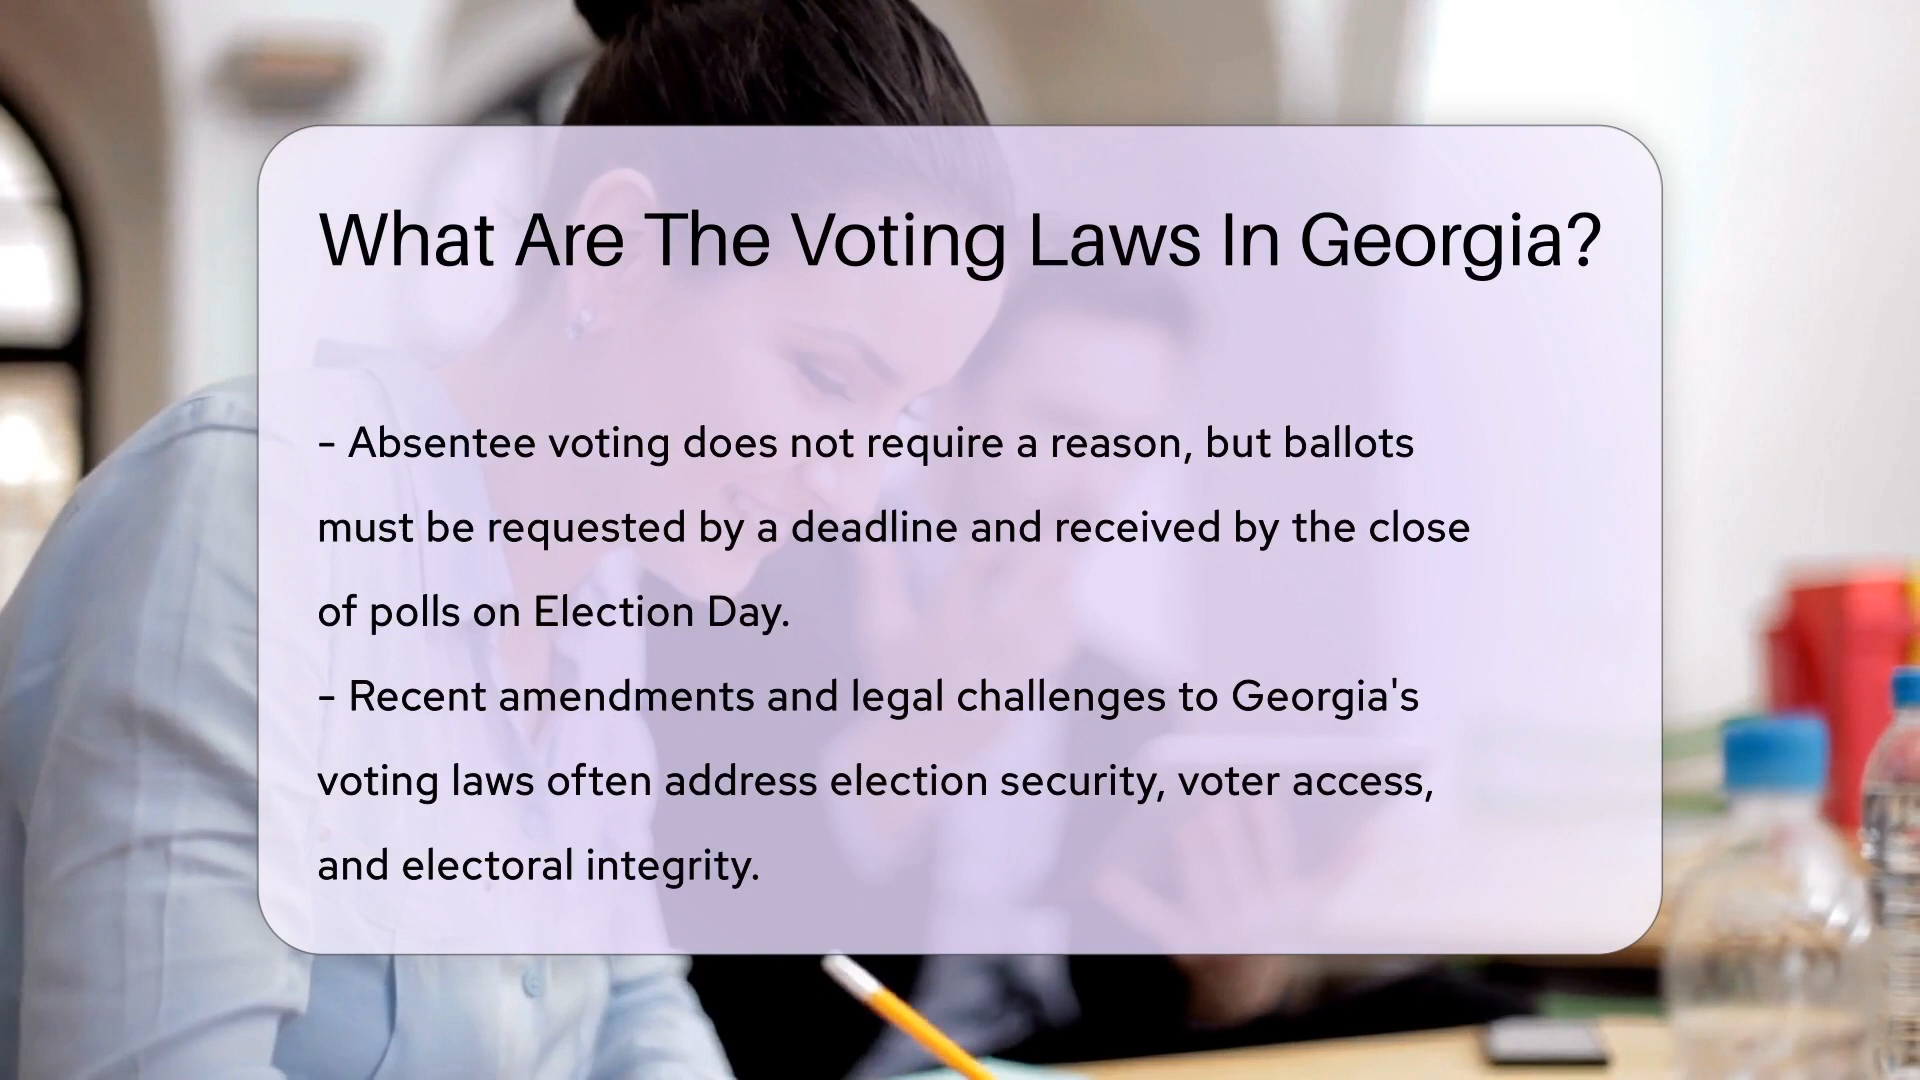 What Are The Voting Laws In Georgia?
- Absentee voting does not require a reason, but ballots
must be requested by a deadline and received by the close
of polls on Election Day.
- Recent amendments and legal challenges to Georgia's
voting laws often address election security, voter access,
and electoral integrity.